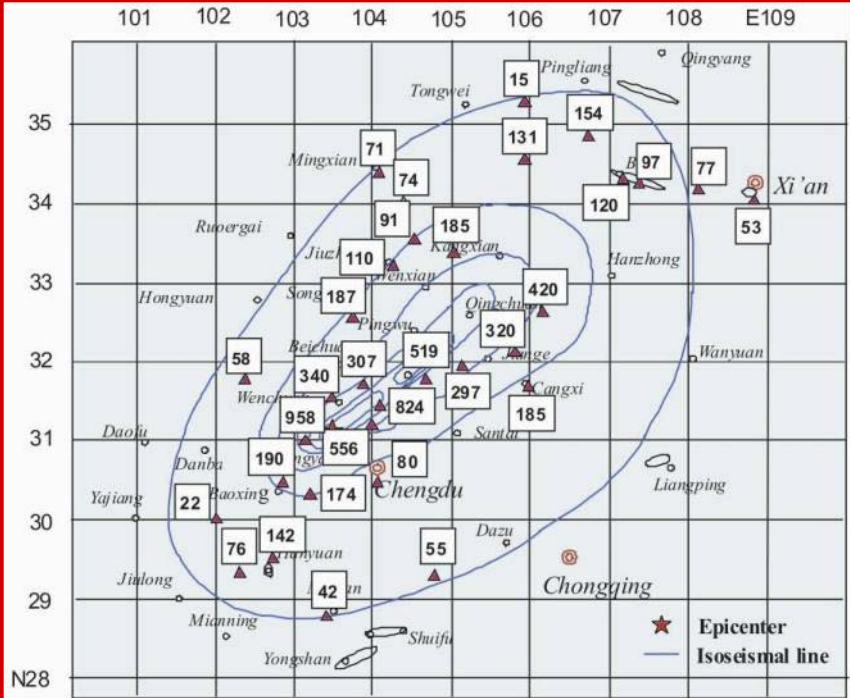 101 102 103 104 105 106 107 108 E109
Qingyang
15 Pingliang
Tongwei
154
35
131
71
Mingxian
97
77
74
Xi'an
34
120
91
185
53
Ruoergai
Kangxian
110
Hanzhong
33
420
187
Hongyuan
Qingchu
Pingwu
519
320
Wanyuan
58
307
32
340
Cangxi
297
958
824
185
Daofu
Santai
31
556
Danba
190
80
Liangping
Yajiang
Baoxing
174
Chengdu
22
30
142
Dazu
76
55
Jiulong
Chongqing
42
29
Mianning
Shuifu
Epicenter
Yongshan
Isoseismal line
N28